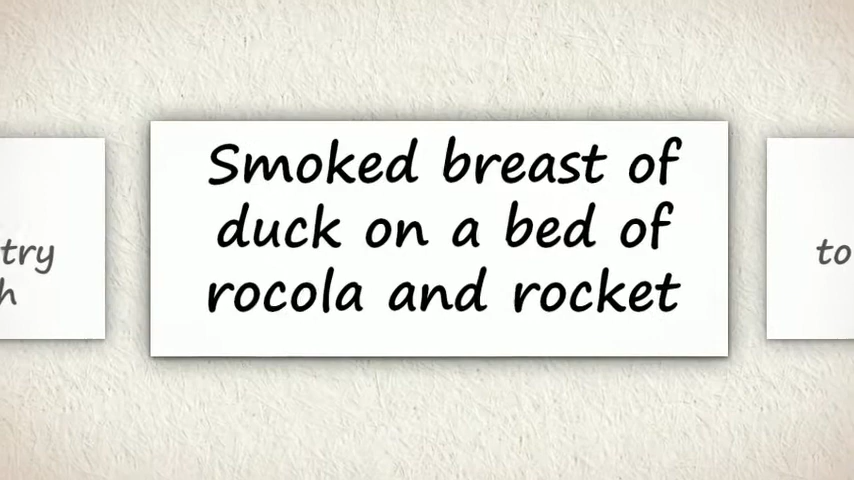 try
h
Smoked breast of
duck on a bed of
rocola and rocket
to